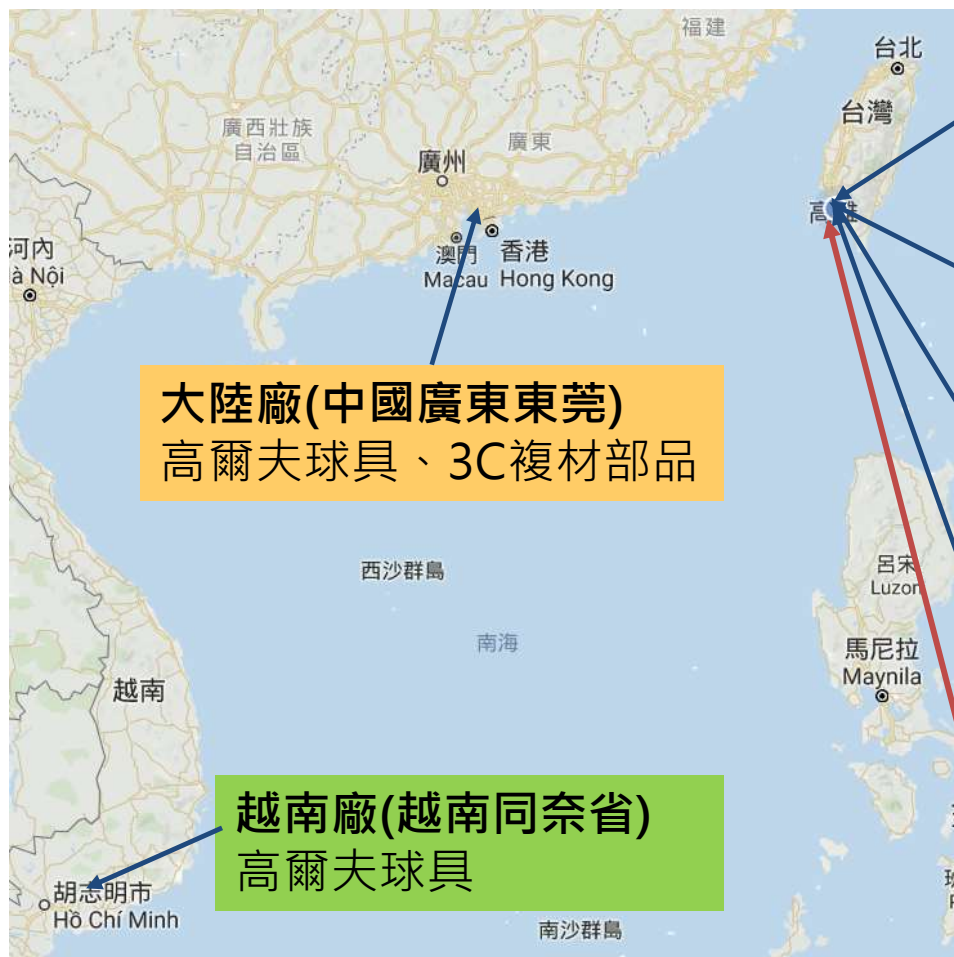 福建
台北
台灣
廣西壯族
自治區
廣東
廣州
高雄
河內
à Nội
澳門
Macau
香港
Hong Kong
大陸廠(中國廣東東莞)
高爾夫球具、3C複材部品
西沙群島
呂宋
Luzon
南海
馬尼拉
Maynila
越南
越南廠(越南同奈省)
高爾夫球具
胡志明市
Hồ Chí Minh
南沙群島